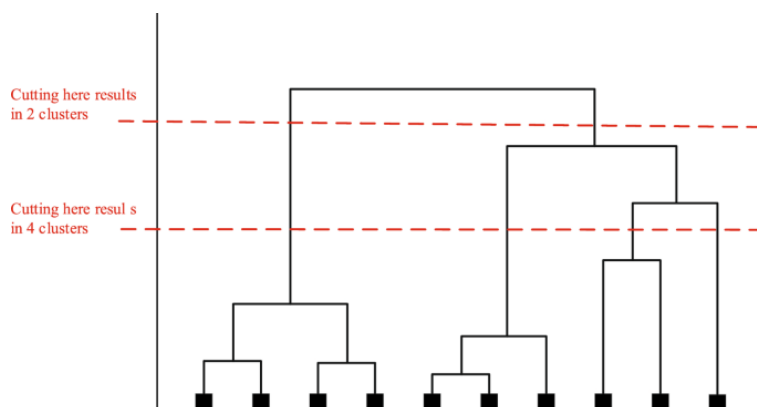 Cutting here results
in 2 clusters
Cutting here resul s
in 4 clusters